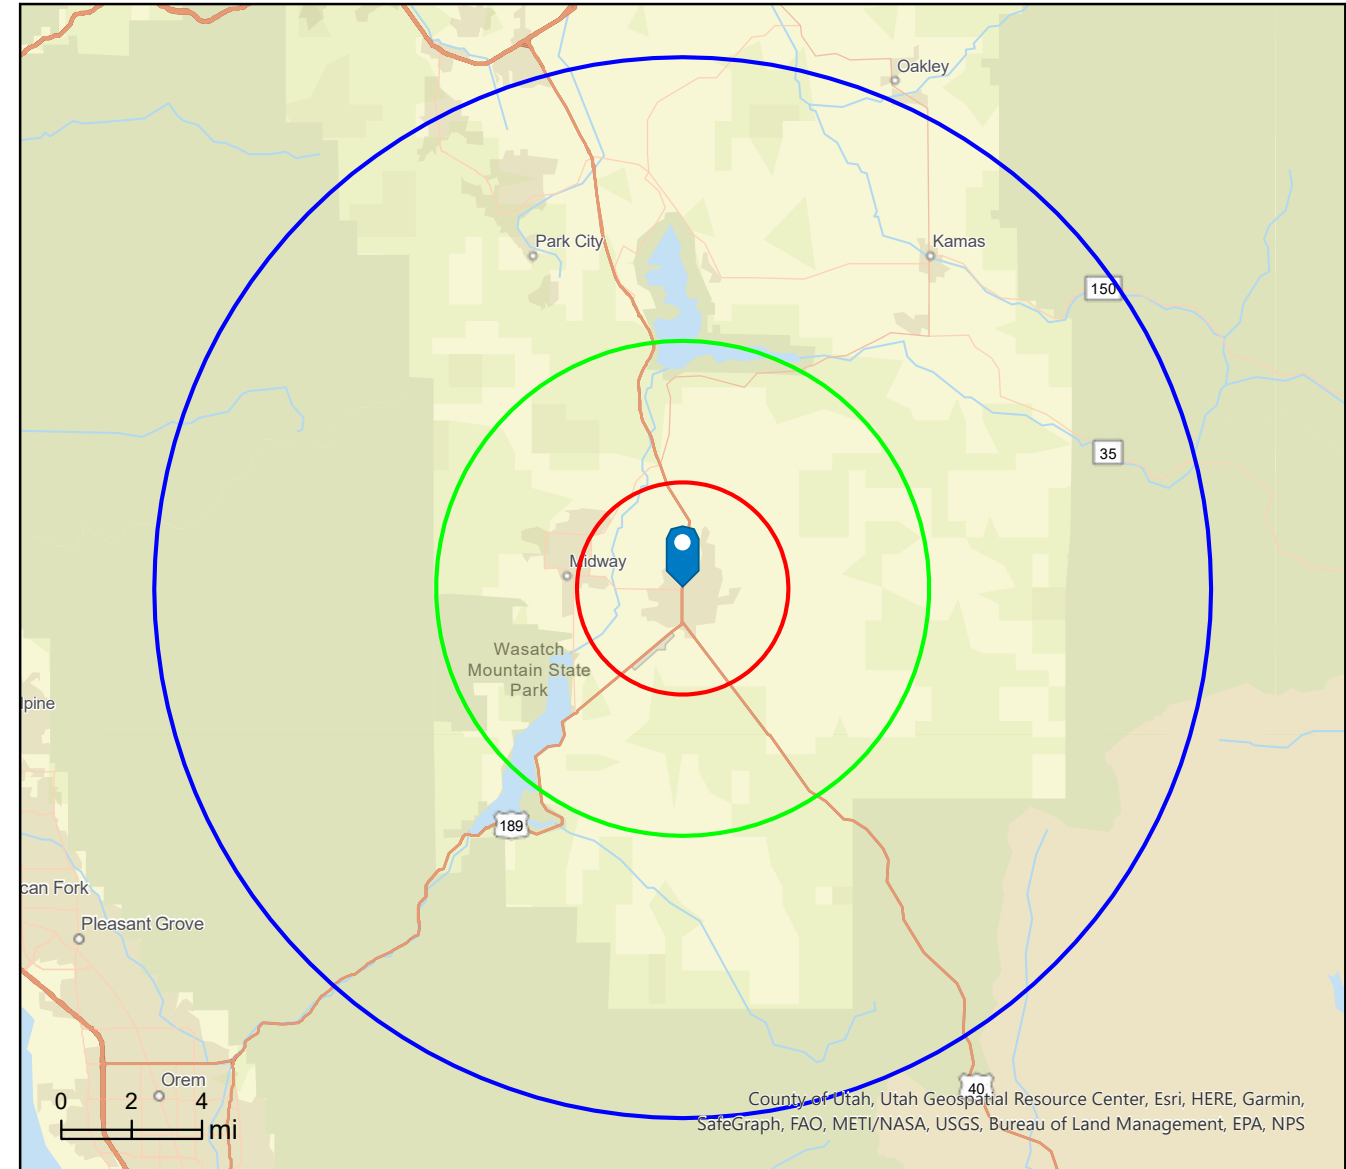 Oakley
Park City
Kamas
150
35
Midway
Wasatch
Mountain State
Park
lpine
189
can Fork
Pleasant Grove
Orem
40
0 2 4
mi
County of Utah, Utah Geospatial Resource Center, Esri, HERE, Garmin,
SafeGraph, FAO, METI/NASA, USGS, Bureau of Land Management, EPA, NPS